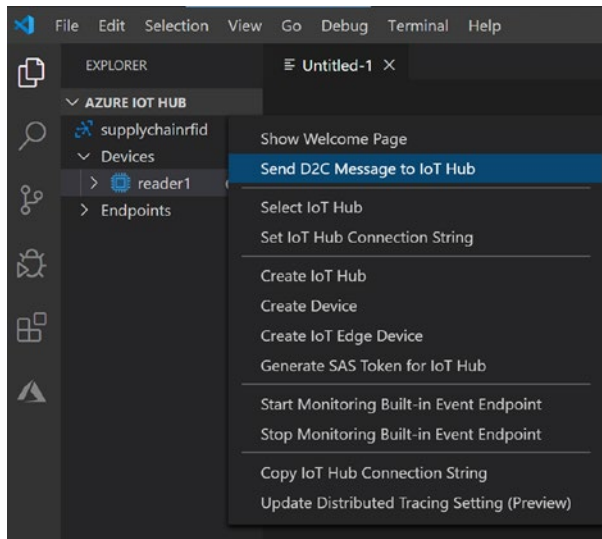 File Edit Selection View Go Debug Terminal Help
EXPLORER
Untitled-1
AZURE IOT HUB
supplychainrfid
Devices
reader1
Endpoints
Show Welcome Page
Send D2C Message to IoT Hub
Select IoT Hub
Set IoT Hub Connection String
Create IoT Hub
Create Device
Create IoT Edge Device
Generate SAS Token for IoT Hub
Start Monitoring Built-in Event Endpoint
Stop Monitoring Built-in Event Endpoint
Copy IoT Hub Connection String
Update Distributed Tracing Setting (Preview)